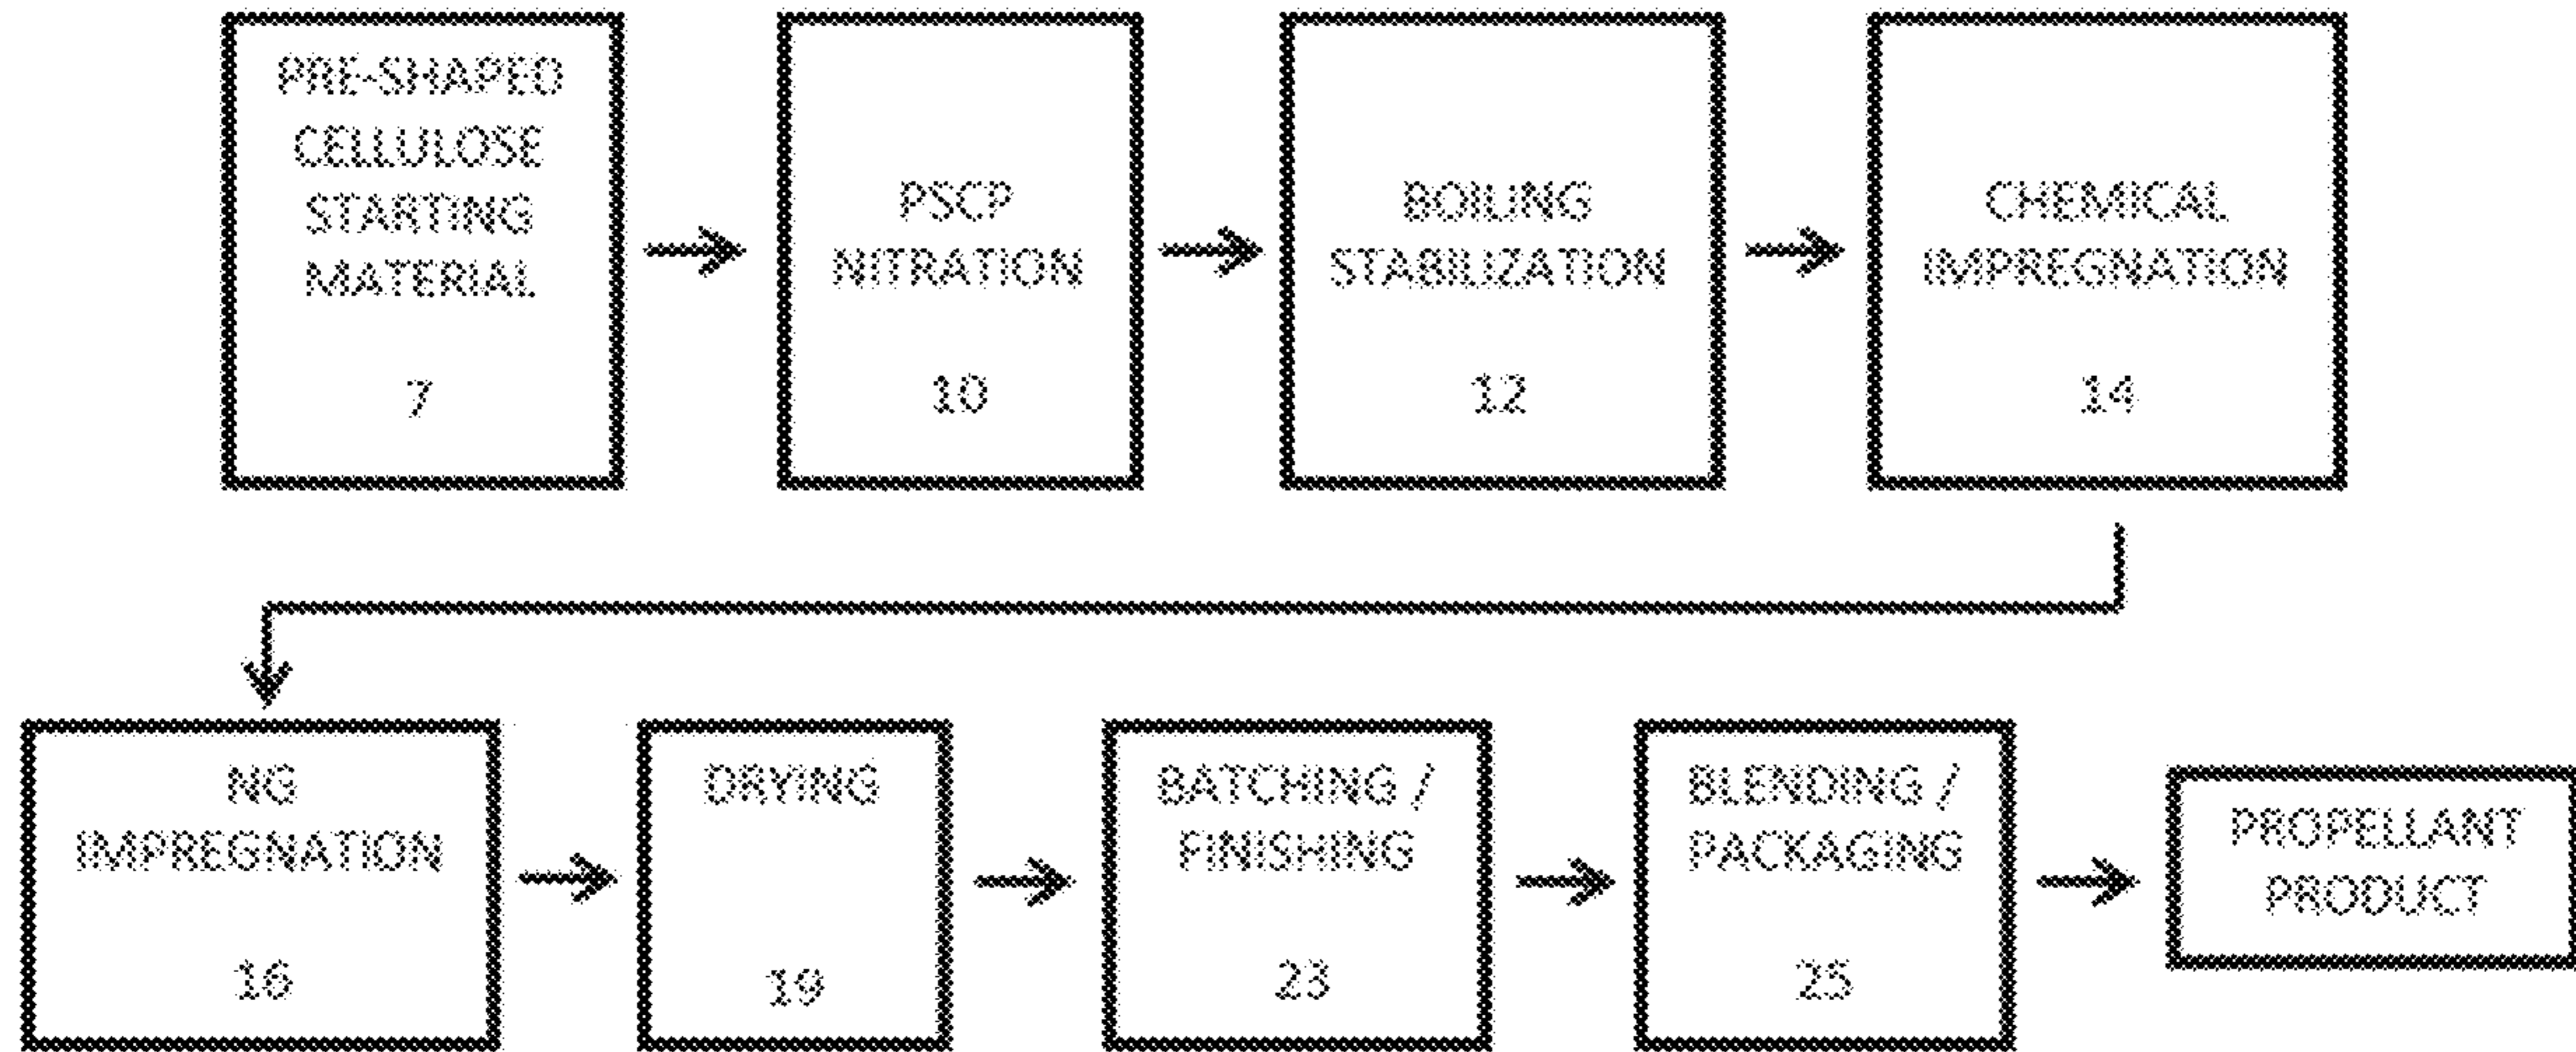 PRE-SHAPED
CELLULOSE
STARTING
MATERIAL
7
PSCP
NITRATION
10
BOILING
STABILIZATION
12
CHEMICAL
IMPREGNATION
14
NG
IMPREGNATION
16
DRYING
19
BATCHING /
FINISHING
23
BLENDING /
PACKAGING
25
PROPELLANT
PRODUCT